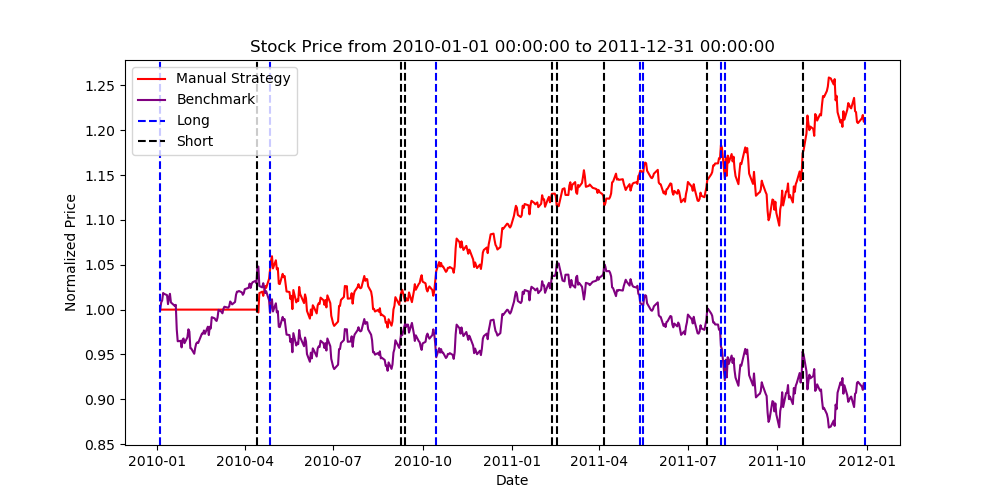 Stock Price from 2010-01-01 00:00:00 to 2011-12-31 00:00:00
Manual Strategy
Benchmark
Long
Short
Normalized Price
1.25
1.20
1.15
1.10
1.05
1.00
0.95
0.90
0.85
2010-01 2010-04 2010-07 2010-10 2011-01 2011-04 2011-07 2011-10 2012-01
Date